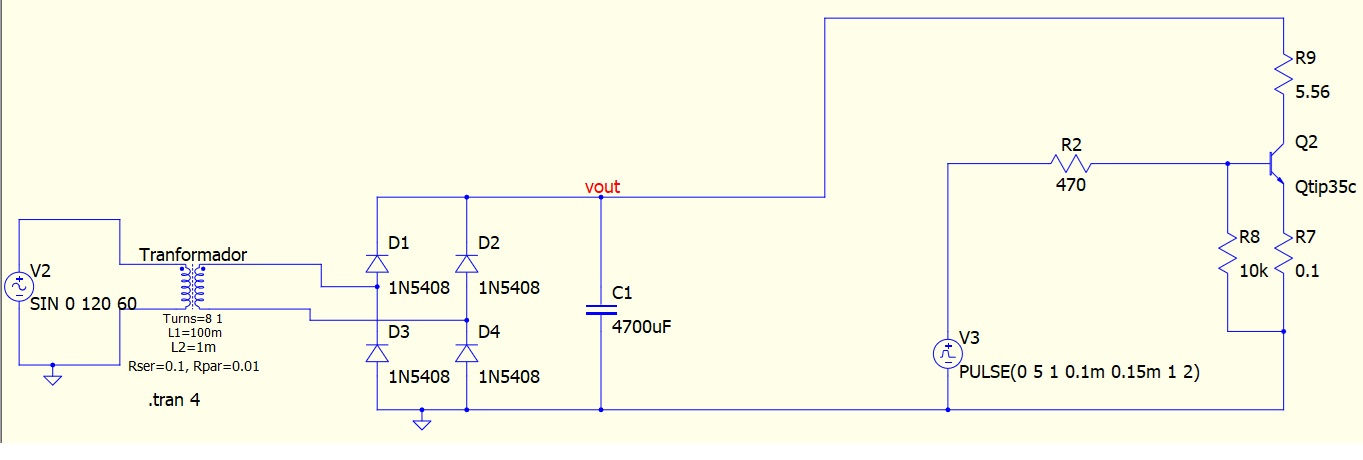 R9
5.56
Q2
Qtip35c
R2
470
vout
R8
10k
R7
0.1
D1
1N5408
D2
1N5408
Tranformador
V2
SIN 0 120 60
Turns=8 1
L1=100m
L2=1m
Rser=0.1, Rpar=0.01
C1
4700uF
D3
1N5408
D4
1N5408
V3
PULSE(0 5 1 0.1m 0.15m 1 2)
.tran 4